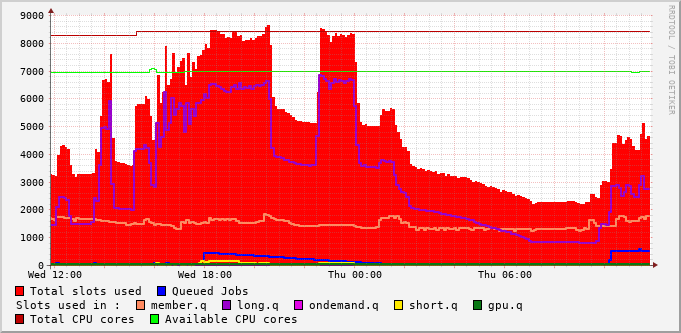 9000
8000
7000
6000
5000
4000
3000
2000
1000
0
Wed 12:00 Wed 18:00 Thu 00:00 Thu 06:00
RRDTOOL / TOBI OETIKER
Total slots used Queued Jobs
Slots used in : member.q long.q ondemand.q short.q gpu.q
Total CPU cores Available CPU cores